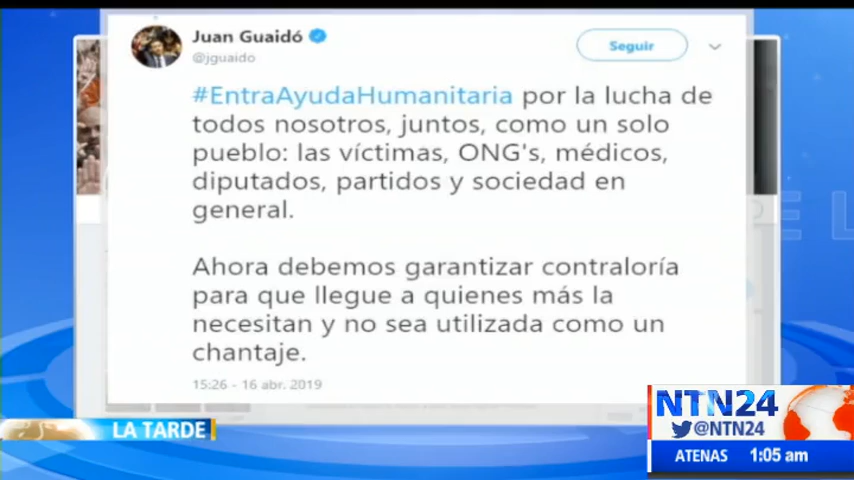 Juan Guaidó
@jguaido
Seguir
#EntraAyudaHumanitaria por la lucha de
todos nosotros, juntos, como un solo
pueblo: las víctimas, ONG's, médicos,
diputados, partidos y sociedad en
general.
Ahora debemos garantizar contraloría
para que llegue a quienes más la
necesitan y no sea utilizada como un
chantaje.
15:26 - 16 abr. 2019
LA TARDE
NTN24
@NTN24
ATENAS 1:05 am